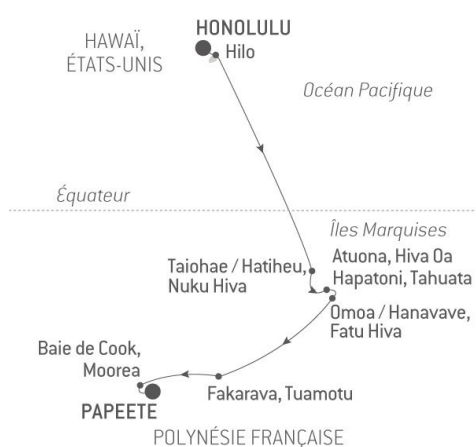 HONOLULU
HAWAÏ,
ÉTATS-UNIS
Hilo
Océan Pacifique
Équateur
Îles Marquises
Taiohae / Hatiheu,
Nuku Hiva
Atuona, Hiva Oa
Hapatoni, Tahuata
Omoa / Hanavave,
Fatu Hiva
Baie de Cook,
Moorea
Fakarava, Tuamotu
PAPEETE
POLYNÉSIE FRANÇAISE